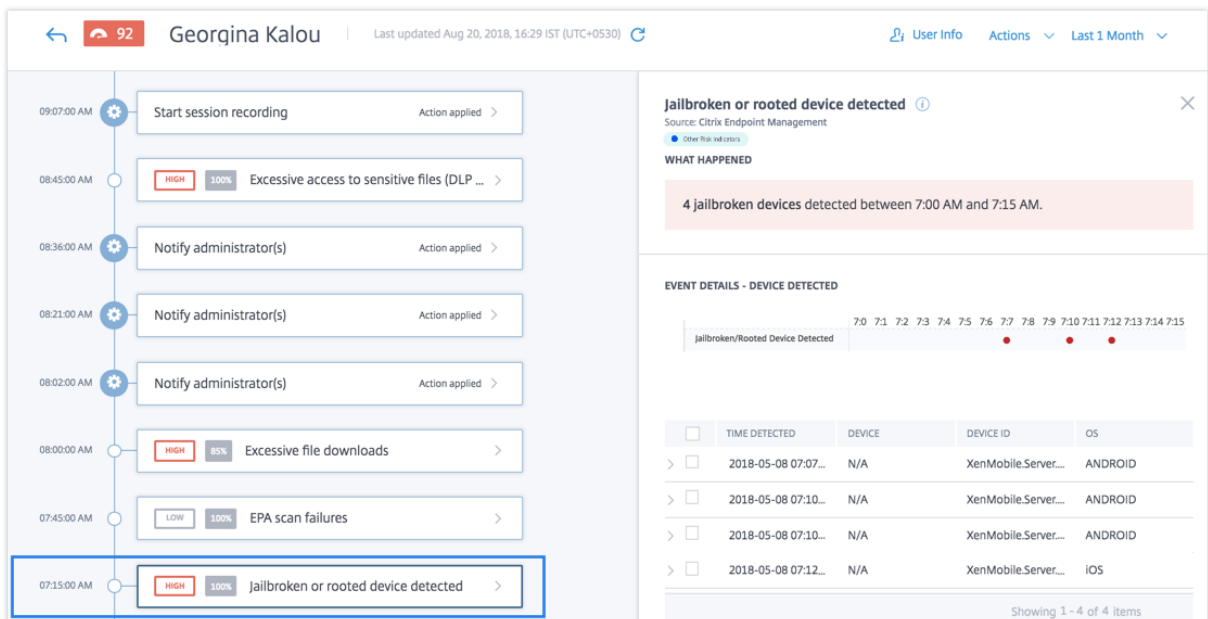 92 Georgina Kalou Last updated Aug 20, 2018, 16:29 IST (UTC+0530) User Info Actions Last 1 Month
09:07:00 AM Start session recording Action applied
08:45:00 AM HIGH 100% Excessive access to sensitive files (DLP ...
08:36:00 AM Notify administrator(s) Action applied
08:21:00 AM Notify administrator(s) Action applied
08:02:00 AM Notify administrator(s) Action applied
08:00:00 AM HIGH 85% Excessive file downloads
07:45:00 AM LOW 100% EPA scan failures
07:15:00 AM HIGH 100% Jailbroken or rooted device detected
Jailbroken or rooted device detected
Source: Citrix Endpoint Management
Other Risk Indicators
WHAT HAPPENED
4 jailbroken devices detected between 7:00 AM and 7:15 AM.
EVENT DETAILS - DEVICE DETECTED
7:0 7:1 7:2 7:3 7:4 7:5 7:6 7:7 7:8 7:9 7:10 7:11 7:12 7:13 7:14 7:15
Jailbroken/Rooted Device Detected
TIME DETECTED DEVICE DEVICE ID OS
2018-05-08 07:07... N/A XenMobile.Server.... ANDROID
2018-05-08 07:10... N/A XenMobile.Server.... ANDROID
2018-05-08 07:10... N/A XenMobile.Server.... ANDROID
2018-05-08 07:12... N/A XenMobile.Server.... iOS
Showing 1 - 4 of 4 items